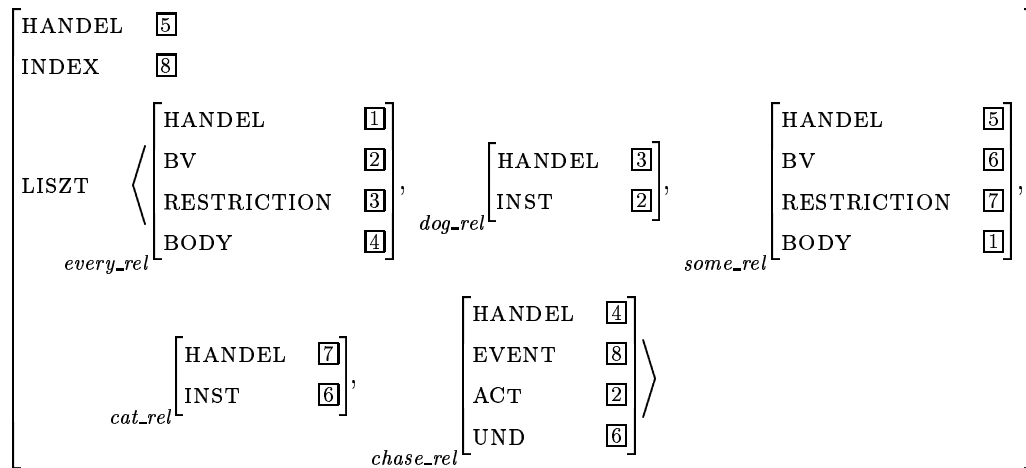 HANDEL 5
INDEX 8
HANDEL 1 HANDEL 5
BV 2 HANDEL 3 BV 6
LISZT RESTRICTION 3 , INST 2 , RESTRICTION 7 ,
BODY 4 dog_rel BODY 1
every_rel some_rel
HANDEL 4
HANDEL 7 EVENT 8
INST 6 , ACT 2
cat_rel UND 6
chase_rel